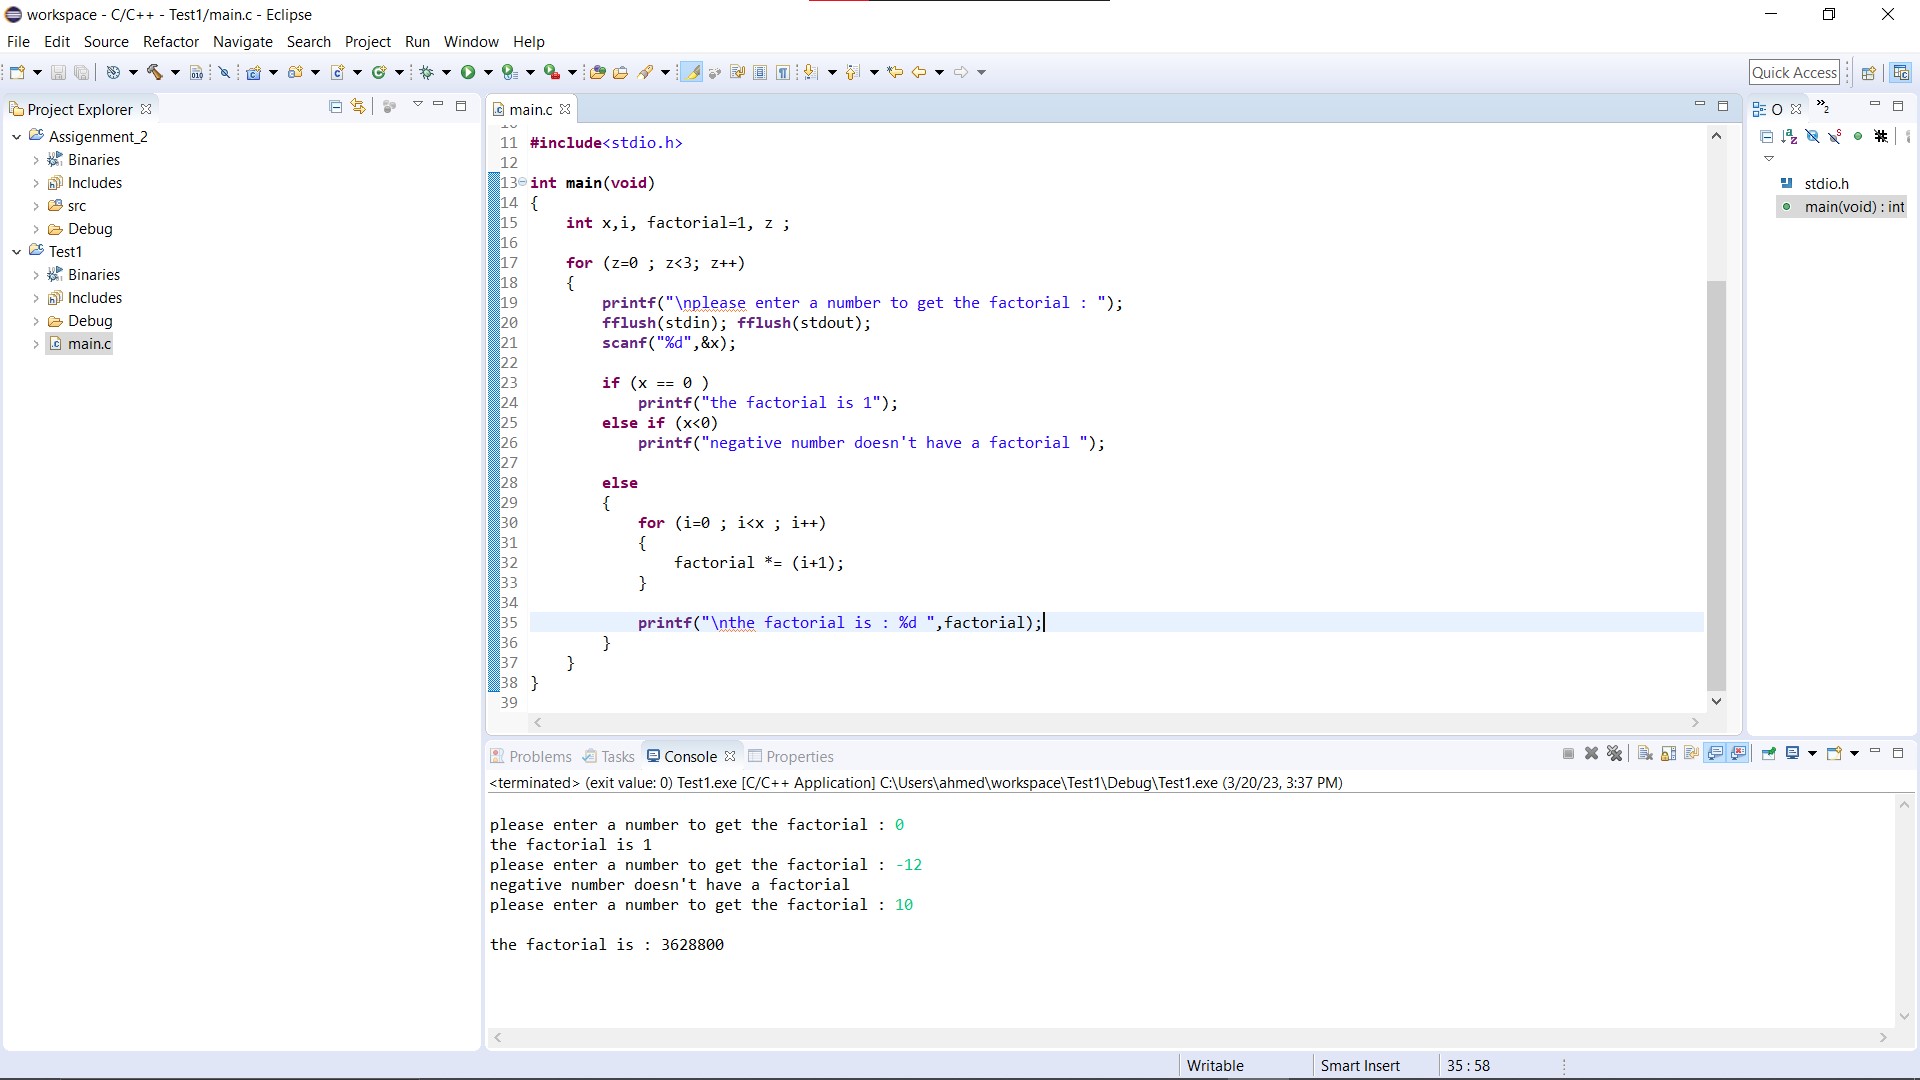 workspace - C/C++ - Test1/main.c - Eclipse
File Edit Source Refactor Navigate Search Project Run Window Help
Quick Access
Project Explorer
Assigenment_2
Binaries
Includes
src
Debug
Test1
Binaries
Includes
Debug
main.c
main.c
11 #include<stdio.h>
12
13 int main(void)
14 {
15     int x,i, factorial=1, z ;
16
17     for (z=0 ; z<3; z++)
18     {
19         printf("\nplease enter a number to get the factorial : ");
20         fflush(stdin); fflush(stdout);
21         scanf("%d",&x);
22
23         if (x == 0 )
24             printf("the factorial is 1");
25         else if (x<0)
26             printf("negative number doesn't have a factorial ");
27
28         else
29         {
30             for (i=0 ; i<x ; i++)
31             {
32                 factorial *= (i+1);
33             }
34
35             printf("\nthe factorial is : %d ",factorial);
36         }
37     }
38 }
39
O
»2
stdio.h
main(void) : int
Problems Tasks Console Properties
<terminated> (exit value: 0) Test1.exe [C/C++ Application] C:\Users\ahmed\workspace\Test1\Debug\Test1.exe (3/20/23, 3:37 PM)
please enter a number to get the factorial : 0
the factorial is 1
please enter a number to get the factorial : -12
negative number doesn't have a factorial
please enter a number to get the factorial : 10
the factorial is : 3628800
Writable Smart Insert 35 : 58